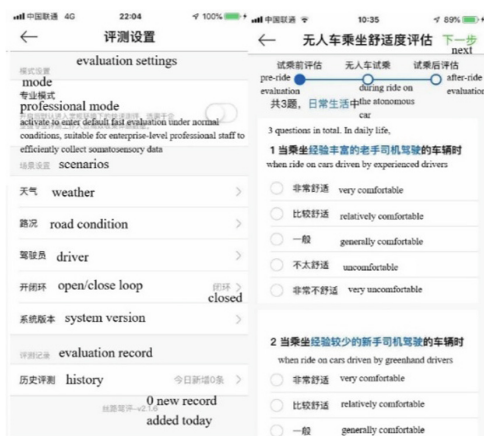 中国联通 4G 22:04 100%
评测设置
evaluation settings
模式设置
mode
专业模式
professional mode
activate to enter default fast evaluation under normal
conditions, suitable for enterprise-level professional staff to
efficiently collect somatosensory data
场景设置 scenarios
天气 weather
路况 road condition
驾驶员 driver
开闭环 open/close loop 闭环
closed
系统版本 system version
评测记录 evaluation record
历史评测 history 今日新增0条
0 new record
added today
中国联通 10:35 89%
无人车乘坐舒适度评估 下一步
next
试乘前评估 无人车试乘 试乘后评估
pre-ride
evaluation
during ride on
the atonomous
car
after-ride
evaluation
共3题，日常生活中
3 questions in total. In daily life,
1 当乘坐经验丰富的老手司机驾驶的车辆时
when ride on cars driven by experienced drivers
非常舒适 very comfortable
比较舒适 relatively comfortable
一般 generally comfortable
不太舒适 uncomfortable
非常不舒适 very uncomfortable
2 当乘坐经验较少的新手司机驾驶的车辆时
when ride on cars driven by greenhand drivers
非常舒适 very comfortable
比较舒适 relatively comfortable
一般 generally comfortable